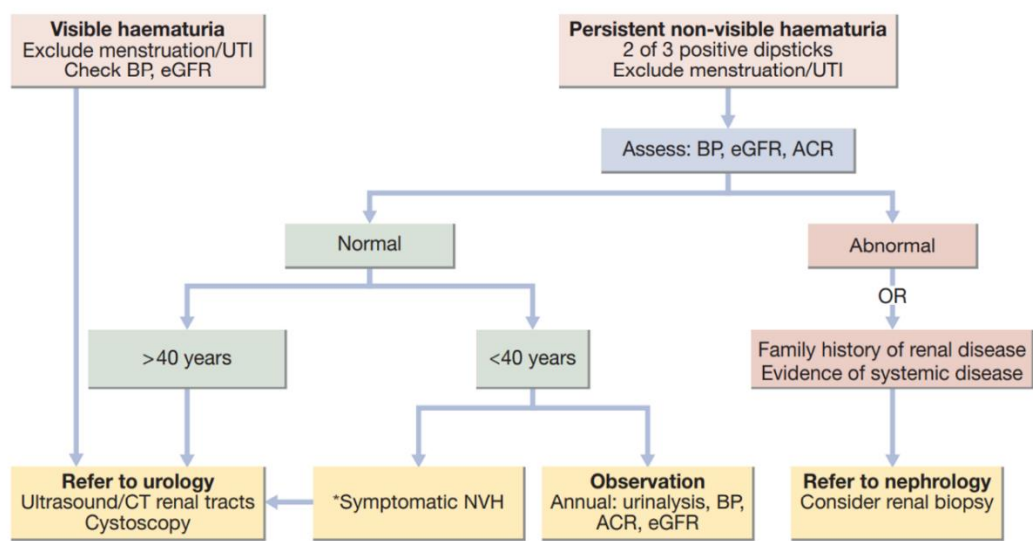 Visible haematuria
Exclude menstruation/UTI
Check BP, eGFR
Persistent non-visible haematuria
2 of 3 positive dipsticks
Exclude menstruation/UTI
Assess: BP, eGFR, ACR
Normal
Abnormal
OR
>40 years
<40 years
Family history of renal disease
Evidence of systemic disease
Refer to urology
Ultrasound/CT renal tracts
Cystoscopy
*Symptomatic NVH
Observation
Annual: urinalysis, BP,
ACR, eGFR
Refer to nephrology
Consider renal biopsy